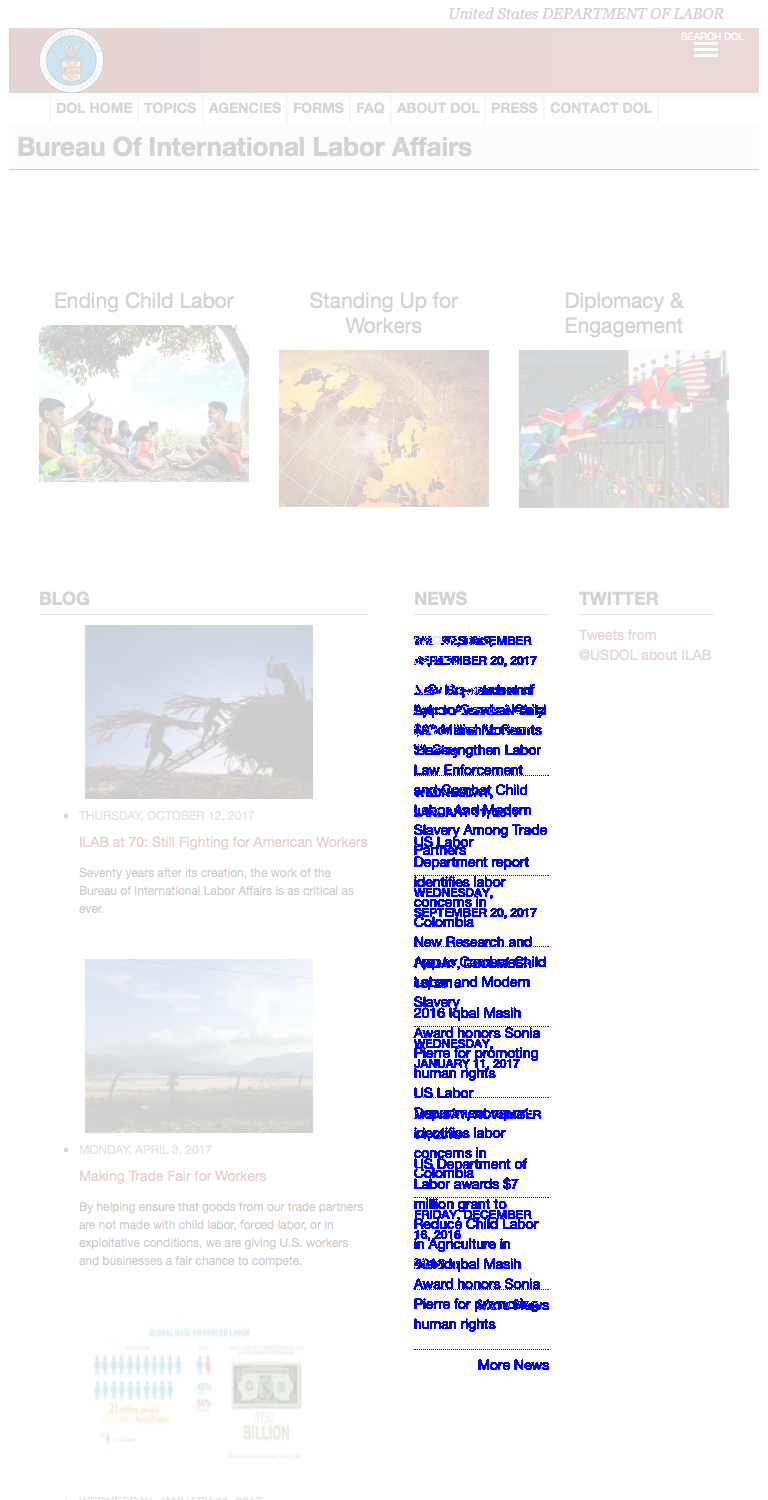 United States DEPARTMENT OF LABOR
SEARCH DOL
DOL HOME TOPICS AGENCIES FORMS FAQ ABOUT DOL PRESS CONTACT DOL
Bureau Of International Labor Affairs
Ending Child Labor
Standing Up for
Workers
Diplomacy &
Engagement
BLOG
THURSDAY, OCTOBER 12, 2017
ILAB at 70: Still Fighting for American Workers
Seventy years after its creation, the work of the
Bureau of International Labor Affairs is as critical as
ever.
MONDAY, APRIL 3, 2017
Making Trade Fair for Workers
By helping ensure that goods from our trade partners
are not made with child labor, forced labor, or in
exploitative conditions, we are giving U.S. workers
and businesses a fair chance to compete.
GLOBAL DATA ON FORCED LABOR
21 million
45%
55%
$150
BILLION
WEDNESDAY, JANUARY 11, 2017
NEWS
20, 2017
Strengthen Labor
Law Enforcement
and Combat Child
Labor And Modern
Slavery Among Trade
Partners
US Labor
Department report
identifies labor
concerns in
Colombia
WEDNESDAY,
SEPTEMBER 20, 2017
New Research and
App to Combat Child
Labor and Modern
Slavery
2016 Iqbal Masih
Award honors Sonia
Pierre for promoting
human rights
WEDNESDAY,
JANUARY 11, 2017
US Labor
Department report
identifies labor
concerns in
Colombia
US Department of
Labor awards $7
million grant to
Reduce Child Labor
in Agriculture in
FRIDAY, DECEMBER
16, 2016
Iqbal Masih
Award honors Sonia
Pierre for promoting
human rights
More News
TWITTER
Tweets from
@USDOL about ILAB